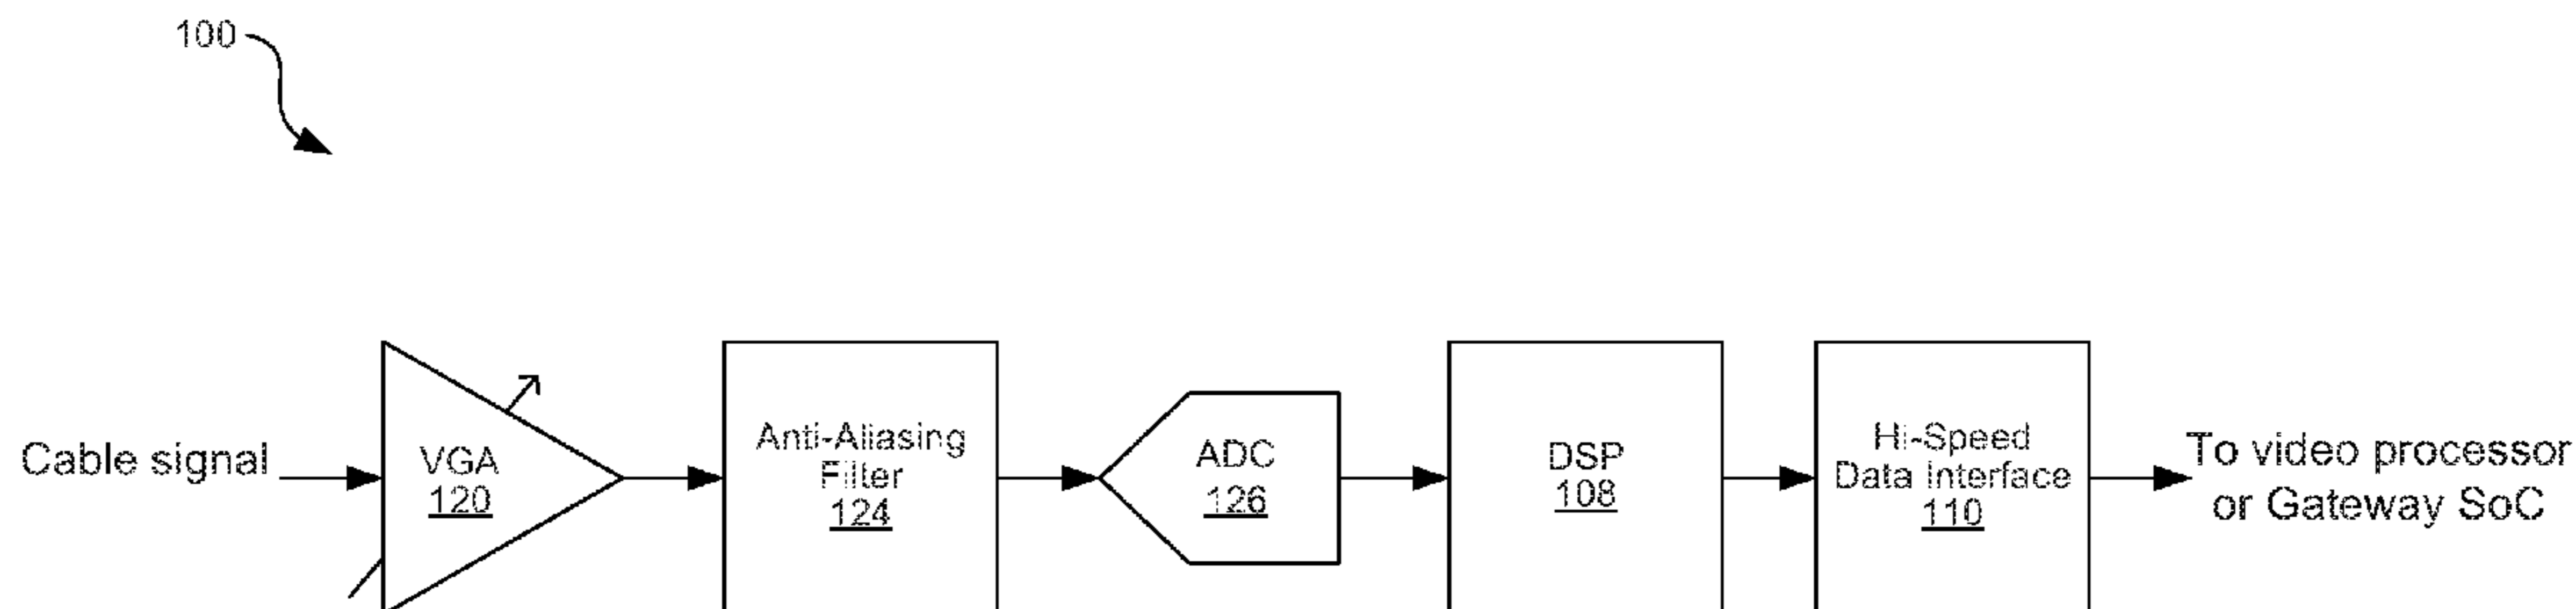 100
Cable signal
VGA
120
Anti-Aliasing
Filter
124
ADC
126
DSP
108
Hi-Speed
Data Interface
110
To video processor
or Gateway SoC